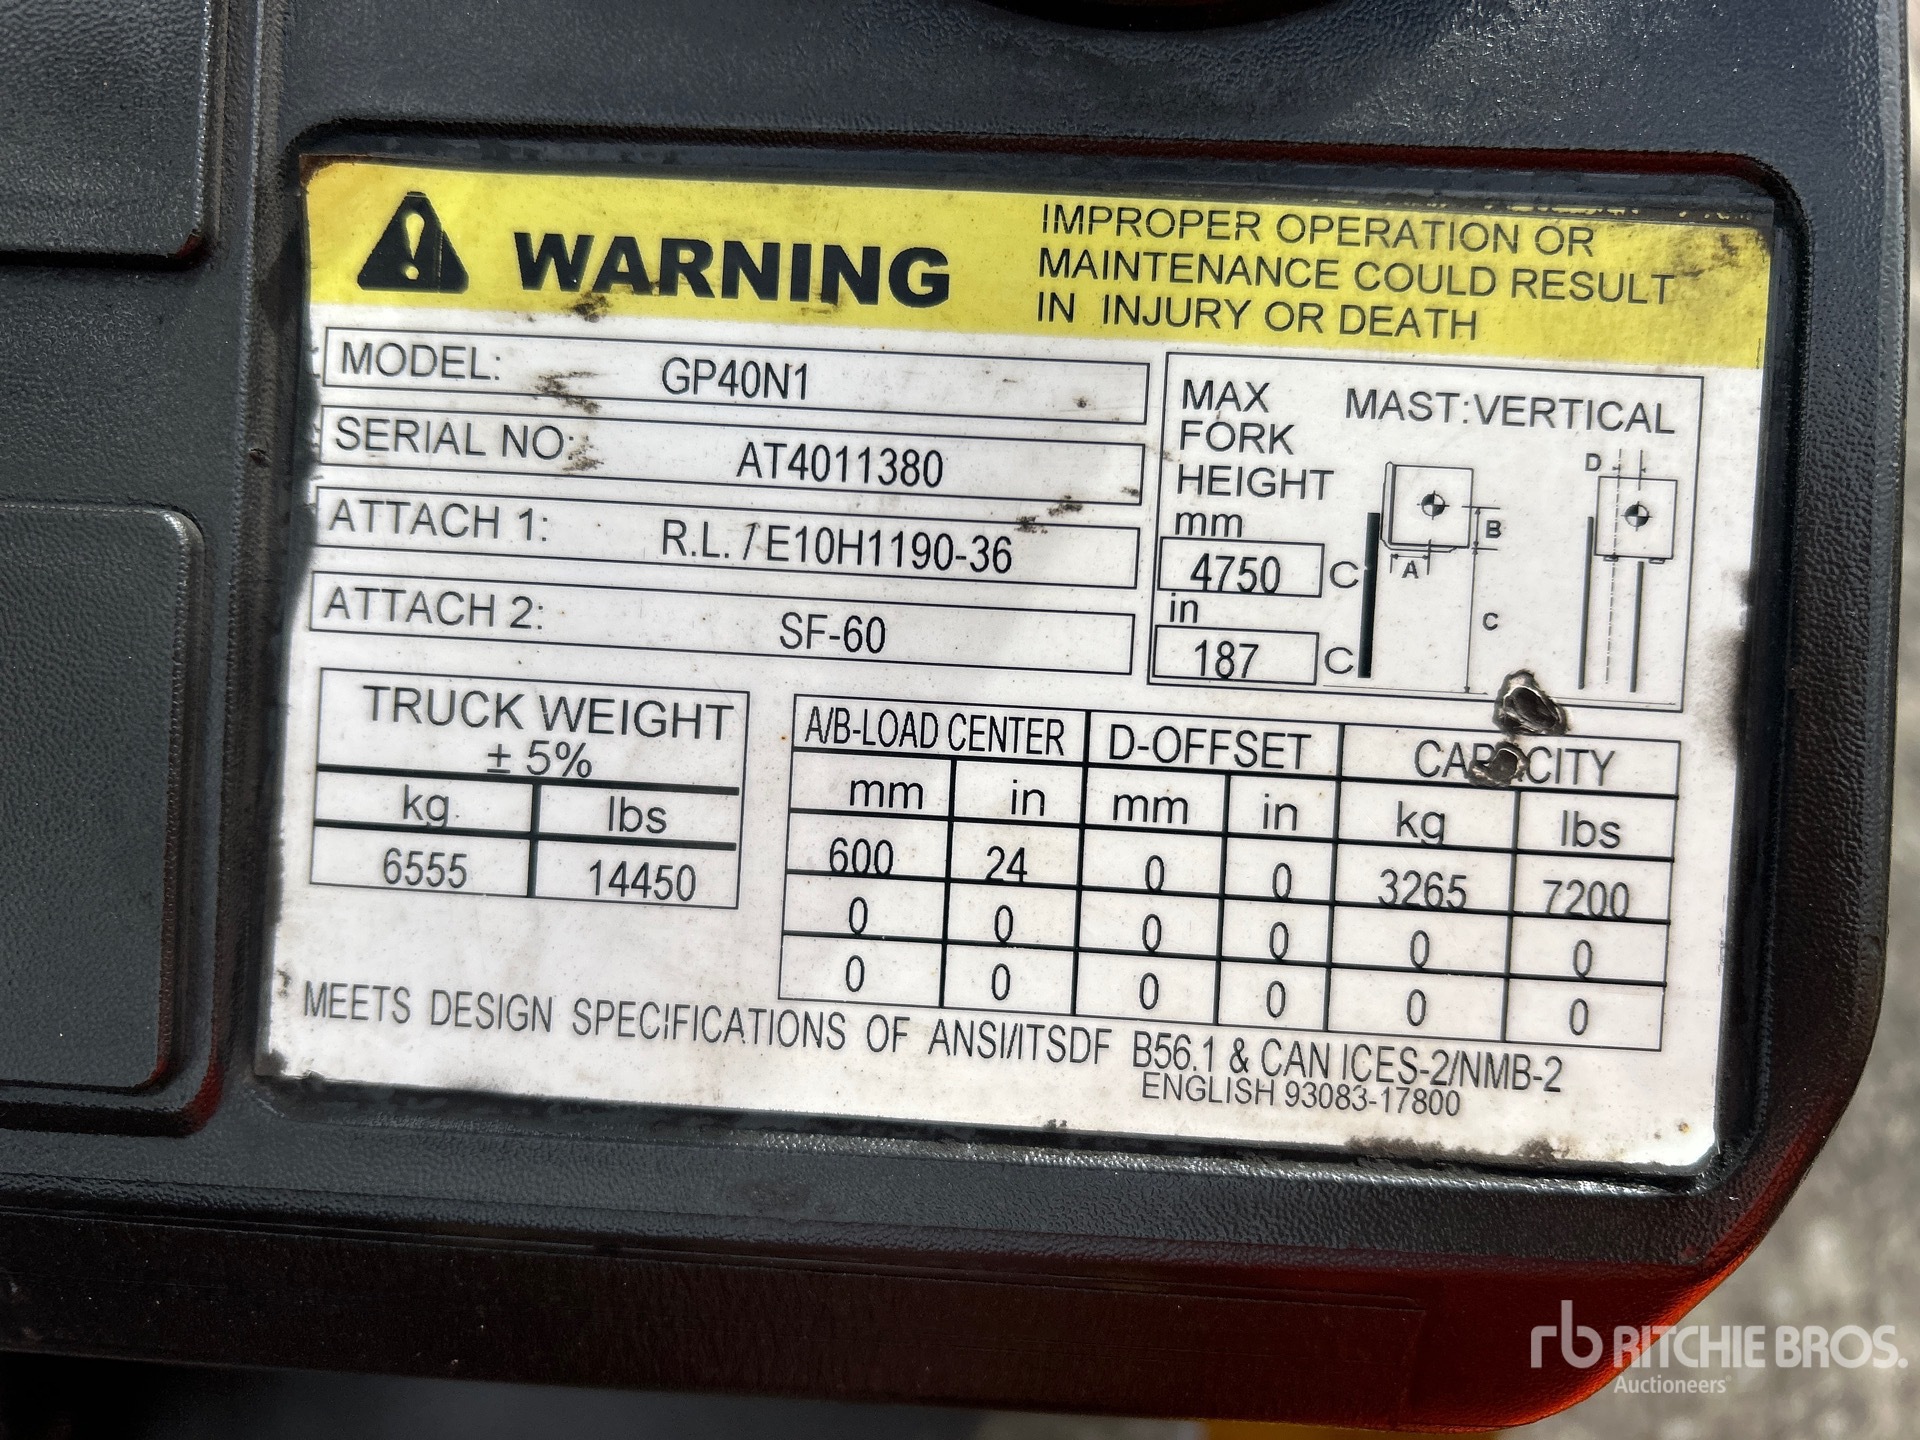 WARNING
IMPROPER OPERATION OR
MAINTENANCE COULD RESULT
IN INJURY OR DEATH
MODEL: GP40N1
SERIAL NO: AT4011380
ATTACH 1: R.L. / E10H1190-36
ATTACH 2: SF-60
MAX
FORK
HEIGHT
mm
4750 C
in
187 C
MAST:VERTICAL
D
B
A
C
TRUCK WEIGHT
± 5%
kg lbs
6555 14450
A/B-LOAD CENTER D-OFFSET CAPACITY
mm in mm in kg lbs
600 24 0 0 3265 7200
0 0 0 0 0 0
0 0 0 0 0 0
MEETS DESIGN SPECIFICATIONS OF ANSI/ITSDF B56.1 & CAN ICES-2/NMB-2
ENGLISH 93083-17800
rb RITCHIE BROS.
Auctioneers